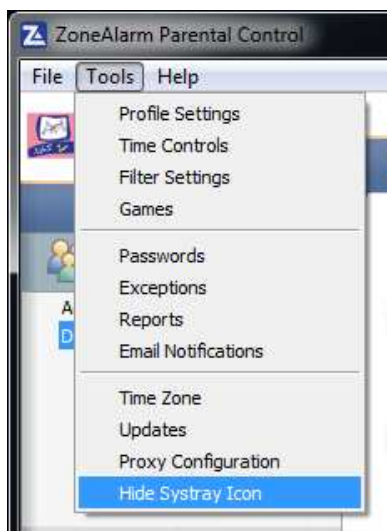 ZoneAlarm Parental Control
File Tools Help
Profile Settings
Time Controls
Filter Settings
Games
Passwords
Exceptions
Reports
Email Notifications
Time Zone
Updates
Proxy Configuration
Hide Systray Icon
A
D